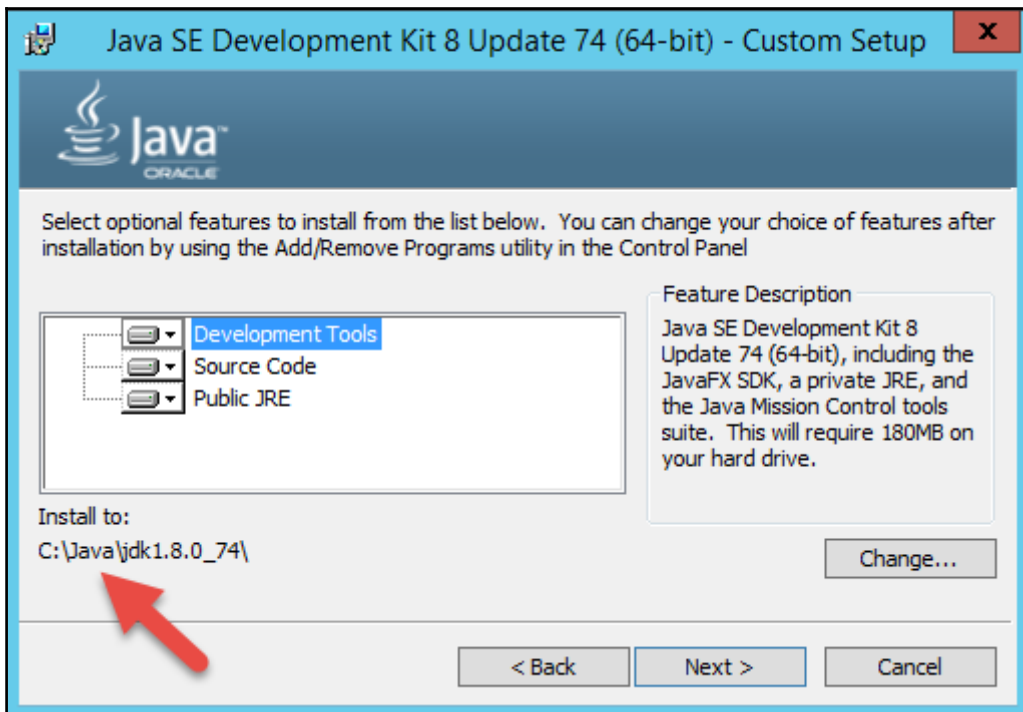 Java SE Development Kit 8 Update 74 (64-bit) - Custom Setup
x
Java™
ORACLE
Select optional features to install from the list below.  You can change your choice of features after
installation by using the Add/Remove Programs utility in the Control Panel
Development Tools
Source Code
Public JRE
Feature Description
Java SE Development Kit 8
Update 74 (64-bit), including the
JavaFX SDK, a private JRE, and
the Java Mission Control tools
suite.  This will require 180MB on
your hard drive.
Install to:
C:\Java\jdk1.8.0_74\
Change...
< Back
Next >
Cancel